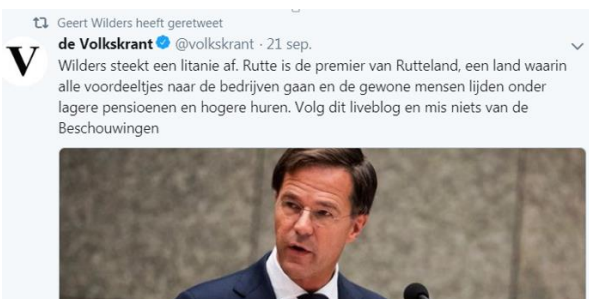 Geert Wilders heeft geretweet
de Volkskrant @volkskrant · 21 sep.
V
Wilders steekt een litanie af. Rutte is de premier van Rutteland, een land waarin
alle voordeeltjes naar de bedrijven gaan en de gewone mensen lijden onder
lagere pensioenen en hogere huren. Volg dit liveblog en mis niets van de
Beschouwingen